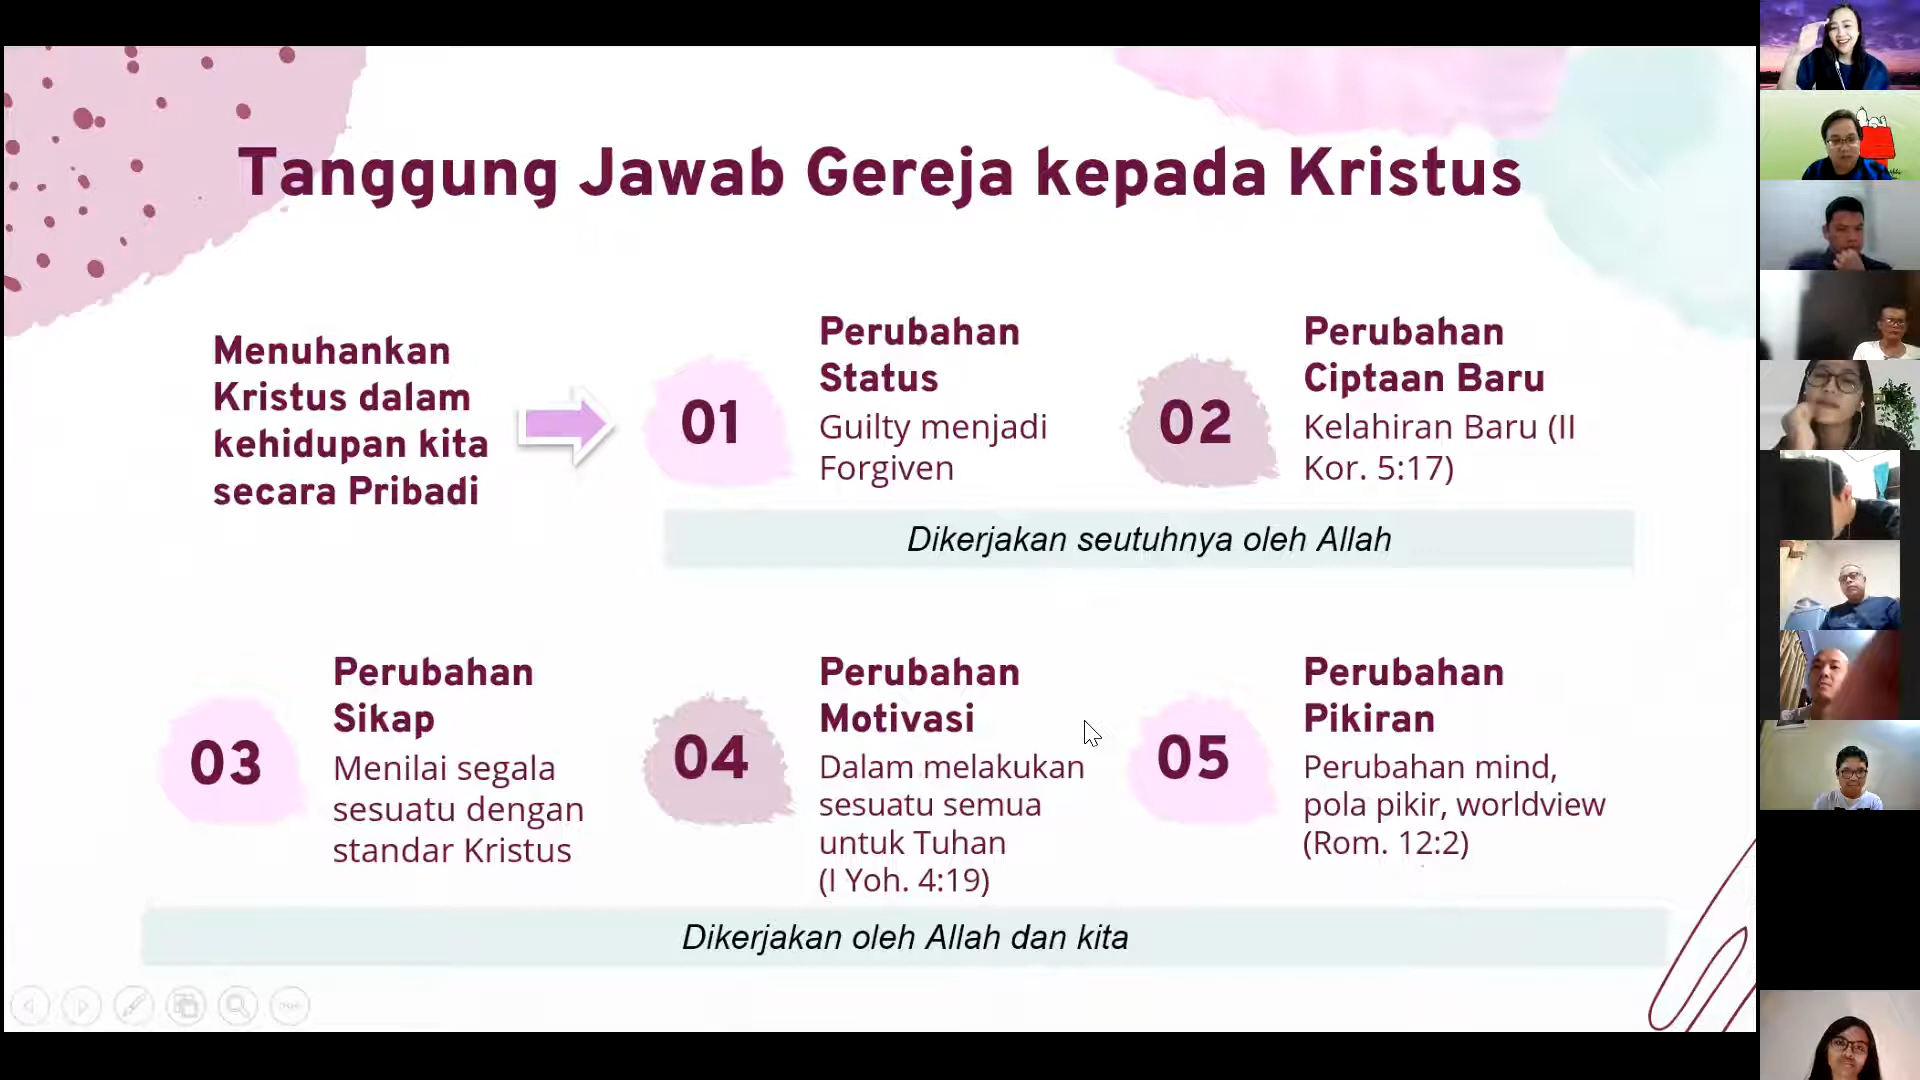 Tanggung Jawab Gereja kepada Kristus
Menuhankan
Kristus dalam
kehidupan kita
secara Pribadi
01
Perubahan
Status
Guilty menjadi
Forgiven
02
Perubahan
Ciptaan Baru
Kelahiran Baru (II
Kor. 5:17)
Dikerjakan seutuhnya oleh Allah
03
Perubahan
Sikap
Menilai segala
sesuatu dengan
standar Kristus
04
Perubahan
Motivasi
Dalam melakukan
sesuatu semua
untuk Tuhan
(I Yoh. 4:19)
05
Perubahan
Pikiran
Perubahan mind,
pola pikir, worldview
(Rom. 12:2)
Dikerjakan oleh Allah dan kita